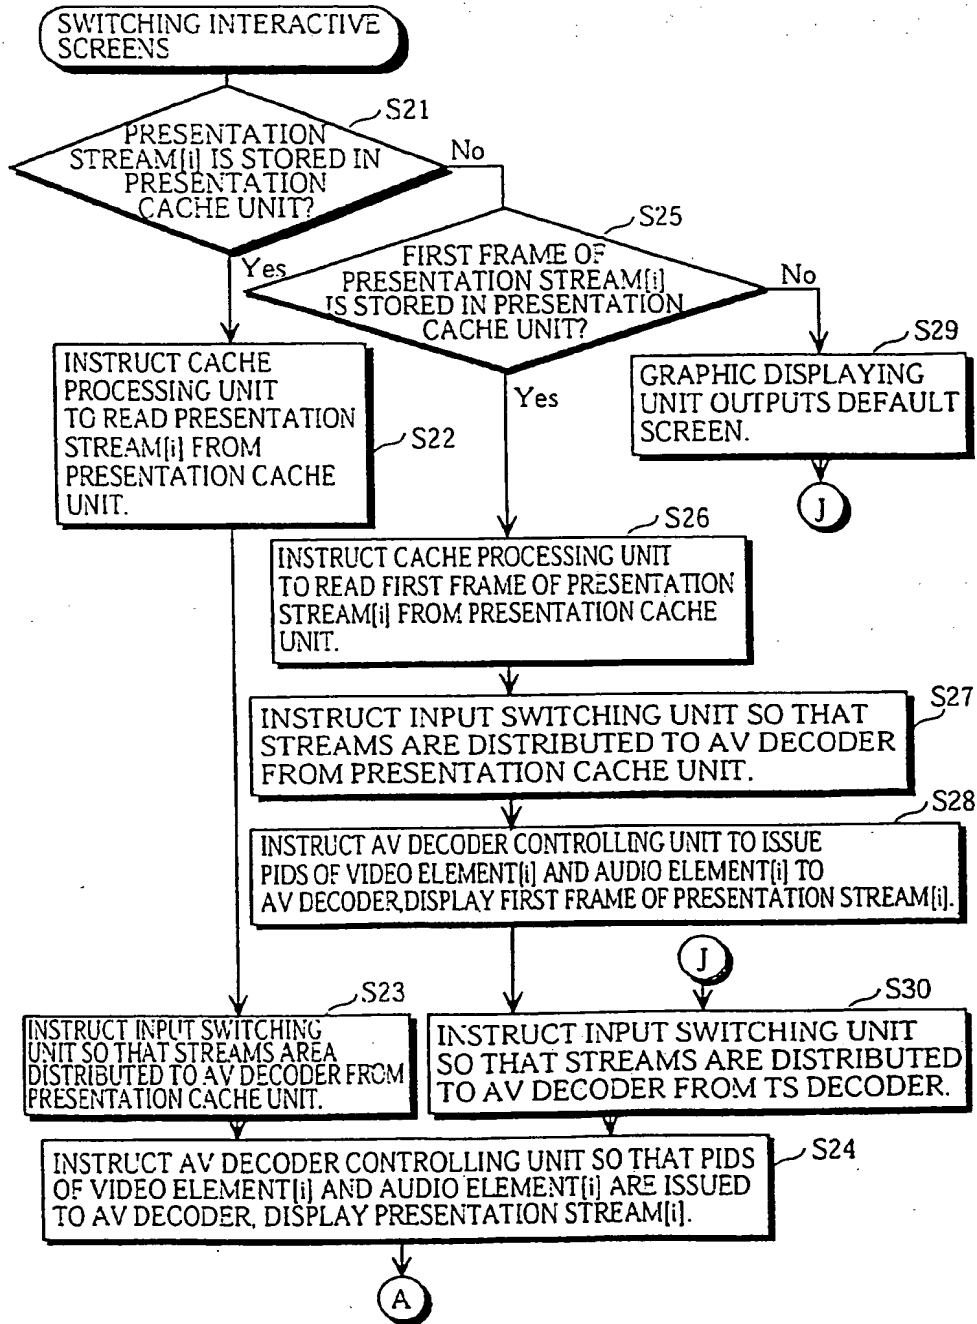 SWITCHING INTERACTIVE
SCREENS
S21
PRESENTATION
STREAM[i] IS STORED IN
PRESENTATION
CACHE UNIT?
No
Yes
S25
FIRST FRAME OF
PRESENTATION STREAM[i]
IS STORED IN PRESENTATION
CACHE UNIT?
No
Yes
S29
GRAPHIC DISPLAYING
UNIT OUTPUTS DEFAULT
SCREEN.
J
INSTRUCT CACHE
PROCESSING UNIT
TO READ PRESENTATION
STREAM[i] FROM
PRESENTATION CACHE
UNIT.
S22
S26
INSTRUCT CACHE PROCESSING UNIT
TO READ FIRST FRAME OF PRESENTATION
STREAM[i] FROM PRESENTATION CACHE
UNIT.
S27
INSTRUCT INPUT SWITCHING UNIT SO THAT
STREAMS ARE DISTRIBUTED TO AV DECODER
FROM PRESENTATION CACHE UNIT.
S28
INSTRUCT AV DECODER CONTROLLING UNIT TO ISSUE
PIDS OF VIDEO ELEMENT[i] AND AUDIO ELEMENT[i] TO
AV DECODER,DISPLAY FIRST FRAME OF PRESENTATION STREAM[i].
J
S23
INSTRUCT INPUT SWITCHING
UNIT SO THAT STREAMS AREA
DISTRIBUTED TO AV DECODER FROM
PRESENTATION CACHE UNIT.
S30
INSTRUCT INPUT SWITCHING UNIT
SO THAT STREAMS ARE DISTRIBUTED
TO AV DECODER FROM TS DECODER.
S24
INSTRUCT AV DECODER CONTROLLING UNIT SO THAT PIDS
OF VIDEO ELEMENT[i] AND AUDIO ELEMENT[i] ARE ISSUED
TO AV DECODER, DISPLAY PRESENTATION STREAM[i].
A